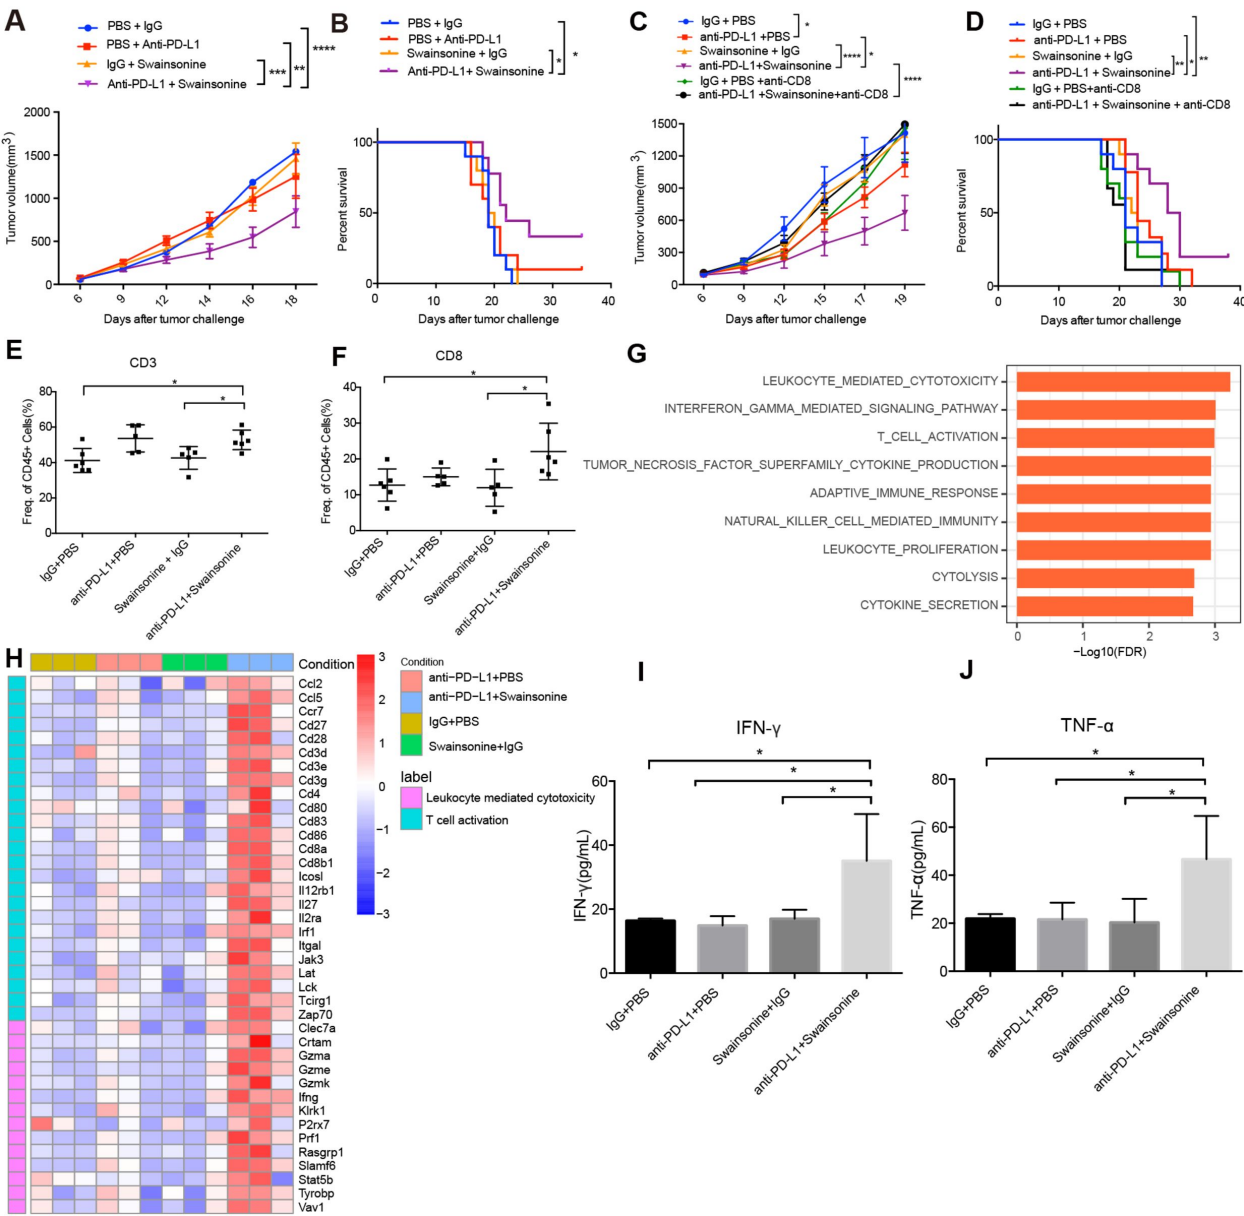 A
PBS + IgG
PBS + Anti-PD-L1
IgG + Swainsonine
Anti-PD-L1 + Swainsonine
***
**
****
Tumor volume(mm3)
2000
1500
1000
500
0
6 9 12 14 16 18
Days after tumor challenge
B
PBS + IgG
PBS + Anti-PD-L1
Swainsonine + IgG
Anti-PD-L1+ Swainsonine
*
*
Percent survival
100
50
0
0 10 20 30 40
Days after tumor challenge
C
IgG + PBS
anti-PD-L1 +PBS
Swainsonine + IgG
anti-PD-L1+Swainsonine
IgG + PBS +anti-CD8
anti-PD-L1 +Swainsonine+anti-CD8
*
****
*
****
Tumor volume(mm 3)
1500
1200
900
600
300
0
6 9 12 15 17 19
Days after tumor challenge
D
IgG + PBS
anti-PD-L1 + PBS
Swainsonine + IgG
anti-PD-L1 + Swainsonine
IgG + PBS+anti-CD8
anti-PD-L1 + Swainsonine + anti-CD8
**
*
**
Percent survival
100
50
0
0 10 20 30 40
Days after tumor challenge
E
CD3
*
*
Freq. of CD45+ Cells(%)
80
60
40
20
0
IgG+PBS
anti-PD-L1+PBS
Swainsonine + IgG
anti-PD-L1+Swainsonine
F
CD8
*
*
Freq. of CD45+ Cells(%)
40
30
20
10
0
IgG+PBS
anti-PD-L1+PBS
Swainsonine+IgG
anti-PD-L1+Swainsonine
G
LEUKOCYTE_MEDIATED_CYTOTOXICITY
INTERFERON_GAMMA_MEDIATED_SIGNALING_PATHWAY
T_CELL_ACTIVATION
TUMOR_NECROSIS_FACTOR_SUPERFAMILY_CYTOKINE_PRODUCTION
ADAPTIVE_IMMUNE_RESPONSE
NATURAL_KILLER_CELL_MEDIATED_IMMUNITY
LEUKOCYTE_PROLIFERATION
CYTOLYSIS
CYTOKINE_SECRETION
0 1 2 3
−Log10(FDR)
H
Condition
Ccl2
Ccl5
Ccr7
Cd27
Cd28
Cd3d
Cd3e
Cd3g
Cd4
Cd80
Cd83
Cd86
Cd8a
Cd8b1
Icosl
Il12rb1
Il27
Il2ra
Irf1
Itgal
Jak3
Lat
Lck
Tcirg1
Zap70
Clec7a
Crtam
Gzma
Gzme
Gzmk
Ifng
Klrk1
P2rx7
Prf1
Rasgrp1
Slamf6
Stat5b
Tyrobp
Vav1
3
2
1
0
−1
−2
−3
Condition
anti−PD−L1+PBS
anti−PD−L1+Swainsonine
IgG+PBS
Swainsonine+IgG
label
Leukocyte mediated cytotoxicity
T cell activation
I
IFN-γ
*
*
*
IFN-γ(pg/mL)
60
40
20
0
IgG+PBS
anti-PD-L1+PBS
Swainsonine+IgG
anti-PD-L1+Swainsonine
J
TNF-α
*
*
*
TNF-α(pg/mL)
80
60
40
20
0
IgG+PBS
anti-PD-L1+PBS
Swainsonine+IgG
anti-PD-L1+Swainsonine